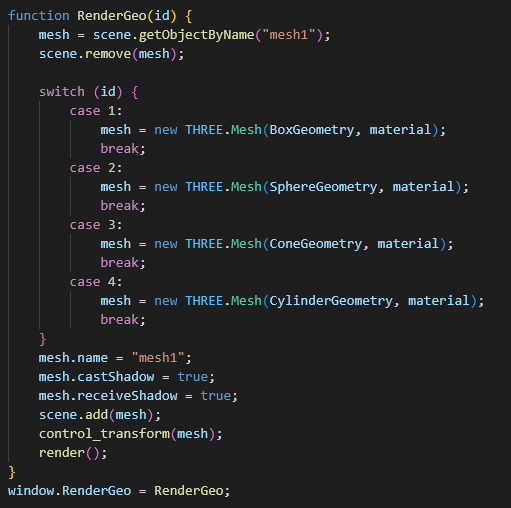 function RenderGeo(id) {
    mesh = scene.getObjectByName("mesh1");
    scene.remove(mesh);

    switch (id) {
        case 1:
            mesh = new THREE.Mesh(BoxGeometry, material);
            break;
        case 2:
            mesh = new THREE.Mesh(SphereGeometry, material);
            break;
        case 3:
            mesh = new THREE.Mesh(ConeGeometry, material);
            break;
        case 4:
            mesh = new THREE.Mesh(CylinderGeometry, material);
            break;
    }
    mesh.name = "mesh1";
    mesh.castShadow = true;
    mesh.receiveShadow = true;
    scene.add(mesh);
    control_transform(mesh);
    render();
}
window.RenderGeo = RenderGeo;